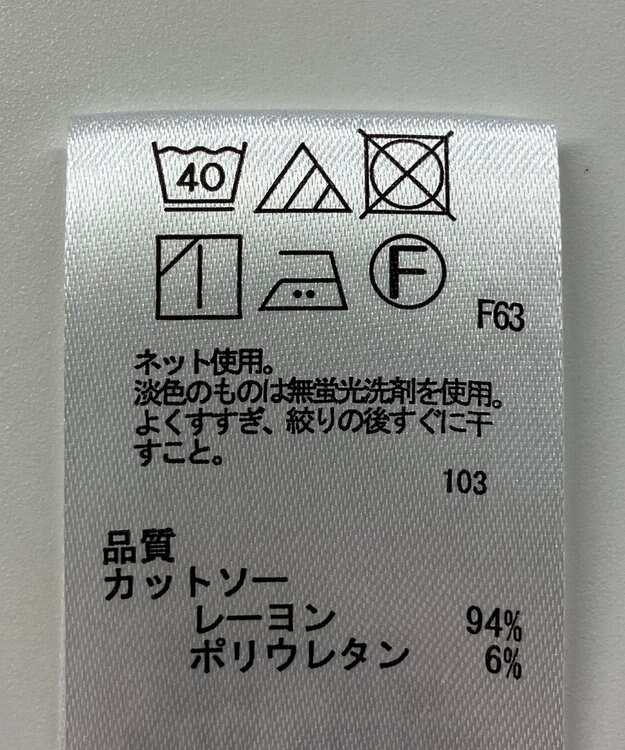 40
F
F63
ネット使用。
淡色のものは無蛍光洗剤を使用。
よくすすぎ、絞りの後すぐに干
すこと。
103
品質
カットソー
レーヨン 94%
ポリウレタン 6%